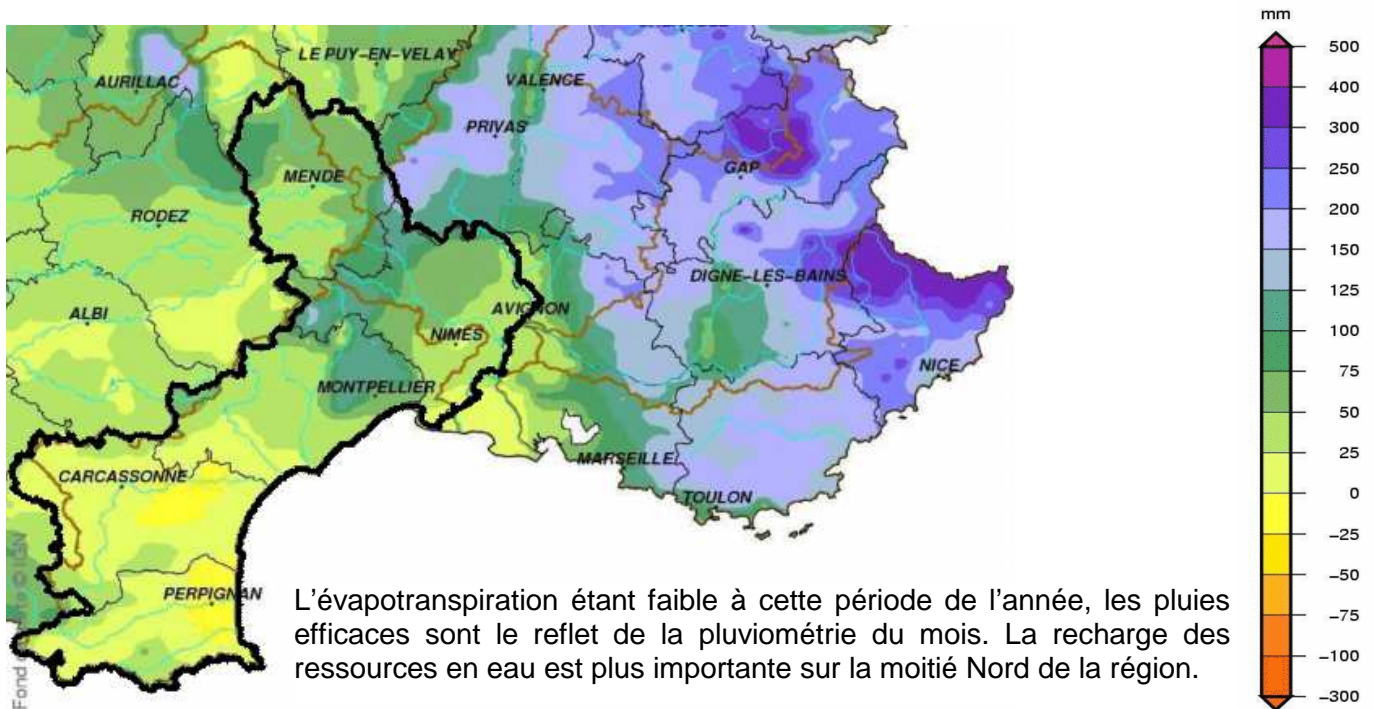 mm
500
400
300
250
200
150
125
100
75
50
25
0
-25
-50
-75
-100
-300
LE PUY-EN-VELAY
AURILLAC
VALENCE
PRIVAS
GAP
MENDE
RODEZ
DIGNE-LES-BAINS
AVIGNON
ALBI
NIMES
NICE
MONTPELLIER
MARSEILLE
CARCASSONNE
TOULON
PERPIGNAN
L'évapotranspiration étant faible à cette période de l'année, les pluies
efficaces sont le reflet de la pluviométrie du mois. La recharge des
ressources en eau est plus importante sur la moitié Nord de la région.
Fond © IGN